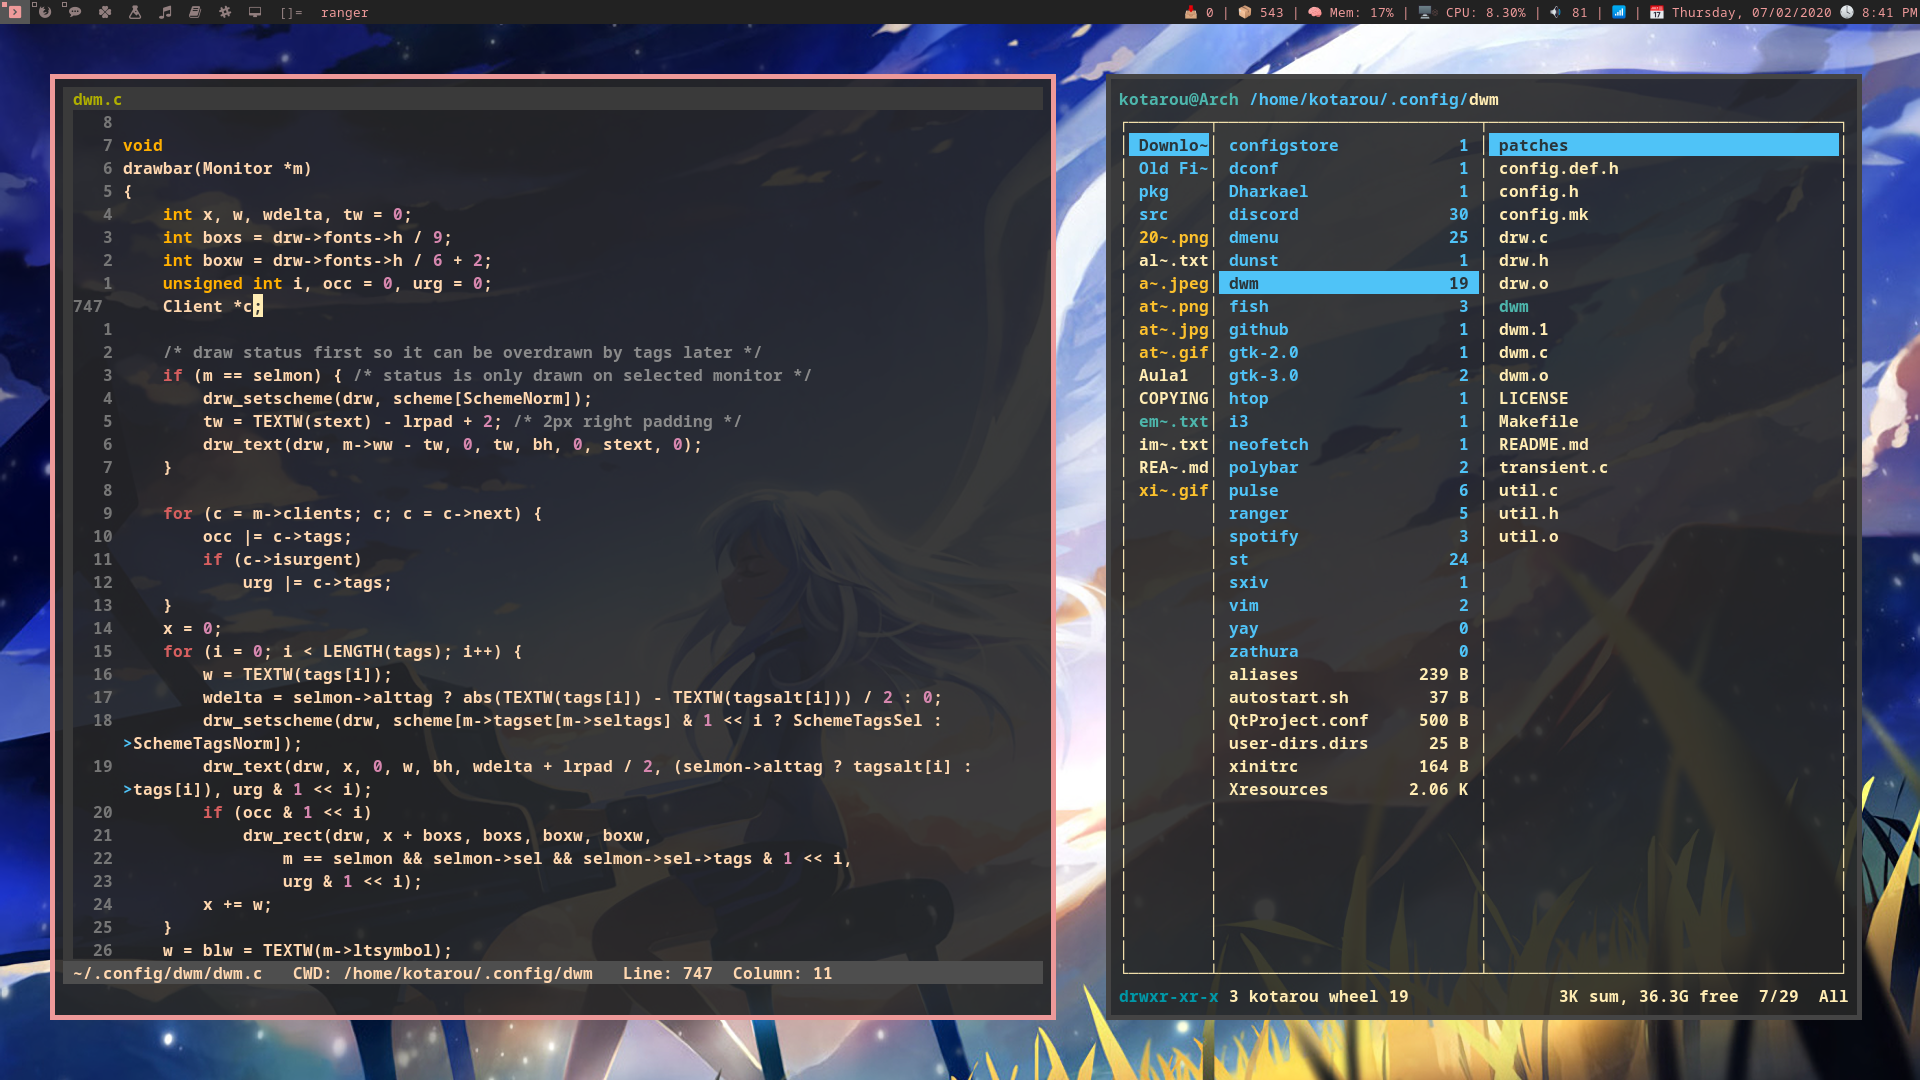 []= ranger 0 | 543 | Mem: 17% | CPU: 8.30% | 81 | | Thursday, 07/02/2020 8:41 PM
dwm.c
8
7 void
6 drawbar(Monitor *m)
5 {
4     int x, w, wdelta, tw = 0;
3     int boxs = drw->fonts->h / 9;
2     int boxw = drw->fonts->h / 6 + 2;
1     unsigned int i, occ = 0, urg = 0;
747     Client *c;
1
2     /* draw status first so it can be overdrawn by tags later */
3     if (m == selmon) { /* status is only drawn on selected monitor */
4         drw_setscheme(drw, scheme[SchemeNorm]);
5         tw = TEXTW(stext) - lrpad + 2; /* 2px right padding */
6         drw_text(drw, m->ww - tw, 0, tw, bh, 0, stext, 0);
7     }
8
9     for (c = m->clients; c; c = c->next) {
10         occ |= c->tags;
11         if (c->isurgent)
12             urg |= c->tags;
13     }
14     x = 0;
15     for (i = 0; i < LENGTH(tags); i++) {
16         w = TEXTW(tags[i]);
17         wdelta = selmon->alttag ? abs(TEXTW(tags[i]) - TEXTW(tagsalt[i])) / 2 : 0;
18         drw_setscheme(drw, scheme[m->tagset[m->seltags] & 1 << i ? SchemeTagsSel :
>SchemeTagsNorm]);
19         drw_text(drw, x, 0, w, bh, wdelta + lrpad / 2, (selmon->alttag ? tagsalt[i] :
>tags[i]), urg & 1 << i);
20         if (occ & 1 << i)
21             drw_rect(drw, x + boxs, boxs, boxw, boxw,
22                 m == selmon && selmon->sel && selmon->sel->tags & 1 << i,
23                 urg & 1 << i);
24         x += w;
25     }
26     w = blw = TEXTW(m->ltsymbol);
~/.config/dwm/dwm.c   CWD: /home/kotarou/.config/dwm   Line: 747  Column: 11
kotarou@Arch /home/kotarou/.config/dwm
Downlo~
Old Fi~
pkg
src
20~.png
al~.txt
a~.jpeg
at~.png
at~.jpg
at~.gif
Aula1
COPYING
em~.txt
im~.txt
REA~.md
xi~.gif
configstore 1
dconf 1
Dharkael 1
discord 30
dmenu 25
dunst 1
dwm 19
fish 3
github 1
gtk-2.0 1
gtk-3.0 2
htop 1
i3 1
neofetch 1
polybar 2
pulse 6
ranger 5
spotify 3
st 24
sxiv 1
vim 2
yay 0
zathura 0
aliases 239 B
autostart.sh 37 B
QtProject.conf 500 B
user-dirs.dirs 25 B
xinitrc 164 B
Xresources 2.06 K
patches
config.def.h
config.h
config.mk
drw.c
drw.h
drw.o
dwm
dwm.1
dwm.c
dwm.o
LICENSE
Makefile
README.md
transient.c
util.c
util.h
util.o
drwxr-xr-x 3 kotarou wheel 19 3K sum, 36.3G free 7/29 All